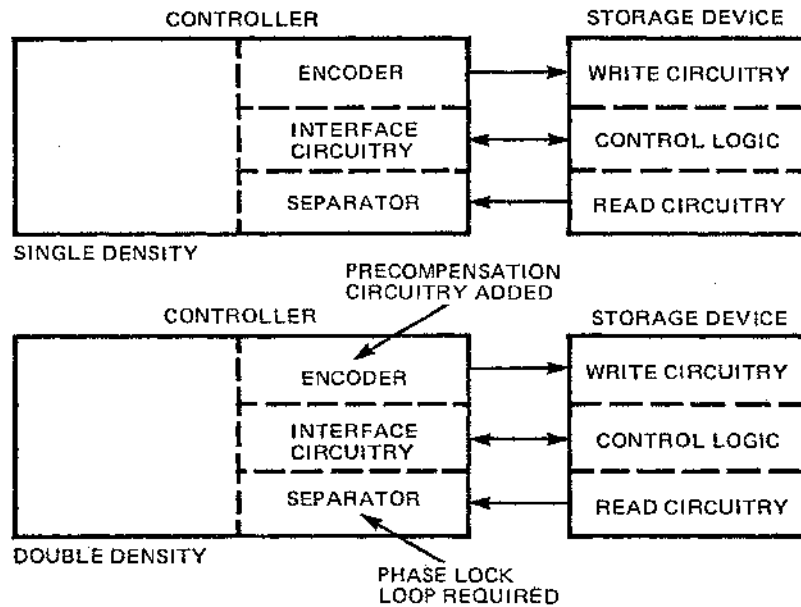 CONTROLLER
STORAGE DEVICE
ENCODER
WRITE CIRCUITRY
INTERFACE
CIRCUITRY
CONTROL LOGIC
SEPARATOR
READ CIRCUITRY
SINGLE DENSITY
PRECOMPENSATION
CIRCUITRY ADDED
CONTROLLER
STORAGE DEVICE
ENCODER
WRITE CIRCUITRY
INTERFACE
CIRCUITRY
CONTROL LOGIC
SEPARATOR
READ CIRCUITRY
DOUBLE DENSITY
PHASE LOCK
LOOP REQUIRED